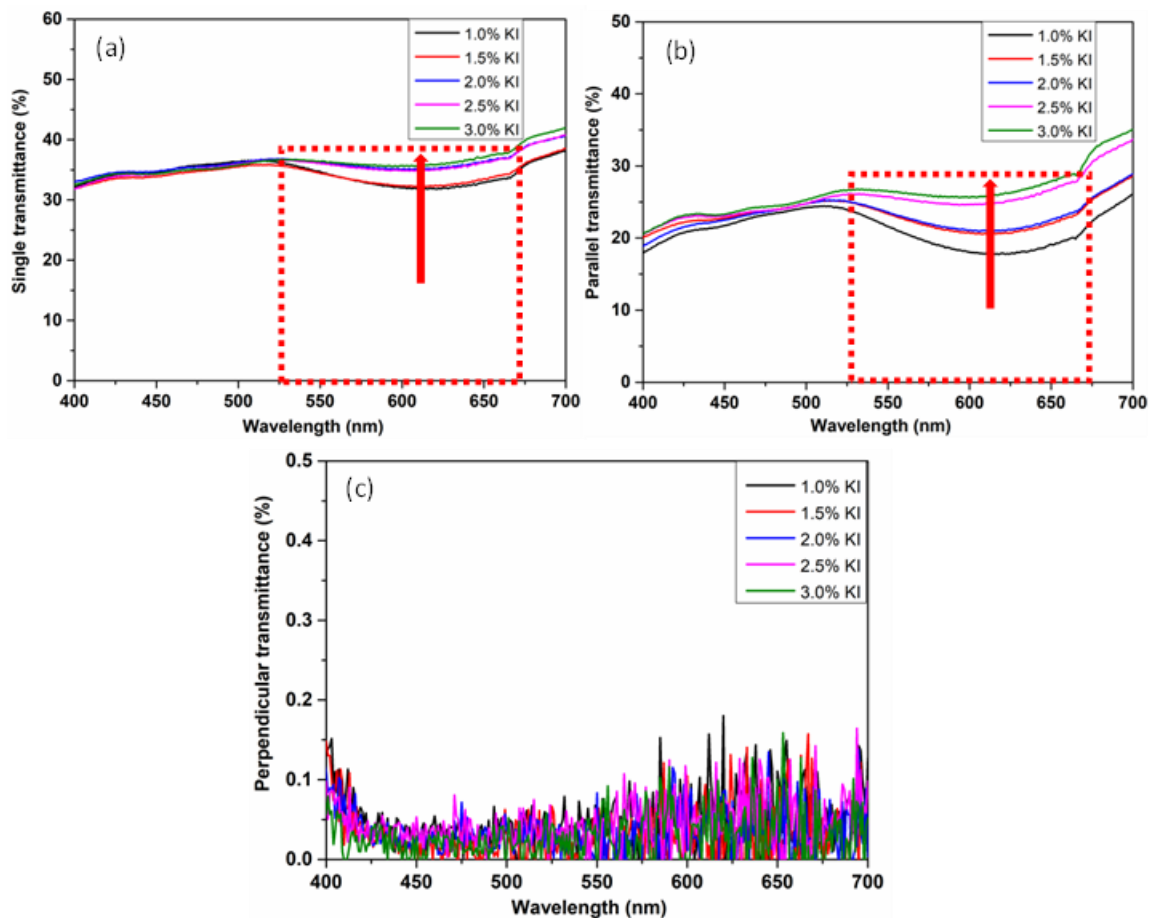 (a)
60
50
40
30
20
10
0
Single transmittance (%)
1.0% KI
1.5% KI
2.0% KI
2.5% KI
3.0% KI
400 450 500 550 600 650 700
Wavelength (nm)
(b)
50
40
30
20
10
0
Parallel transmittance (%)
1.0% KI
1.5% KI
2.0% KI
2.5% KI
3.0% KI
400 450 500 550 600 650 700
Wavelength (nm)
(c)
0.5
0.4
0.3
0.2
0.1
0.0
Perpendicular transmittance (%)
1.0% KI
1.5% KI
2.0% KI
2.5% KI
3.0% KI
400 450 500 550 600 650 700
Wavelength (nm)